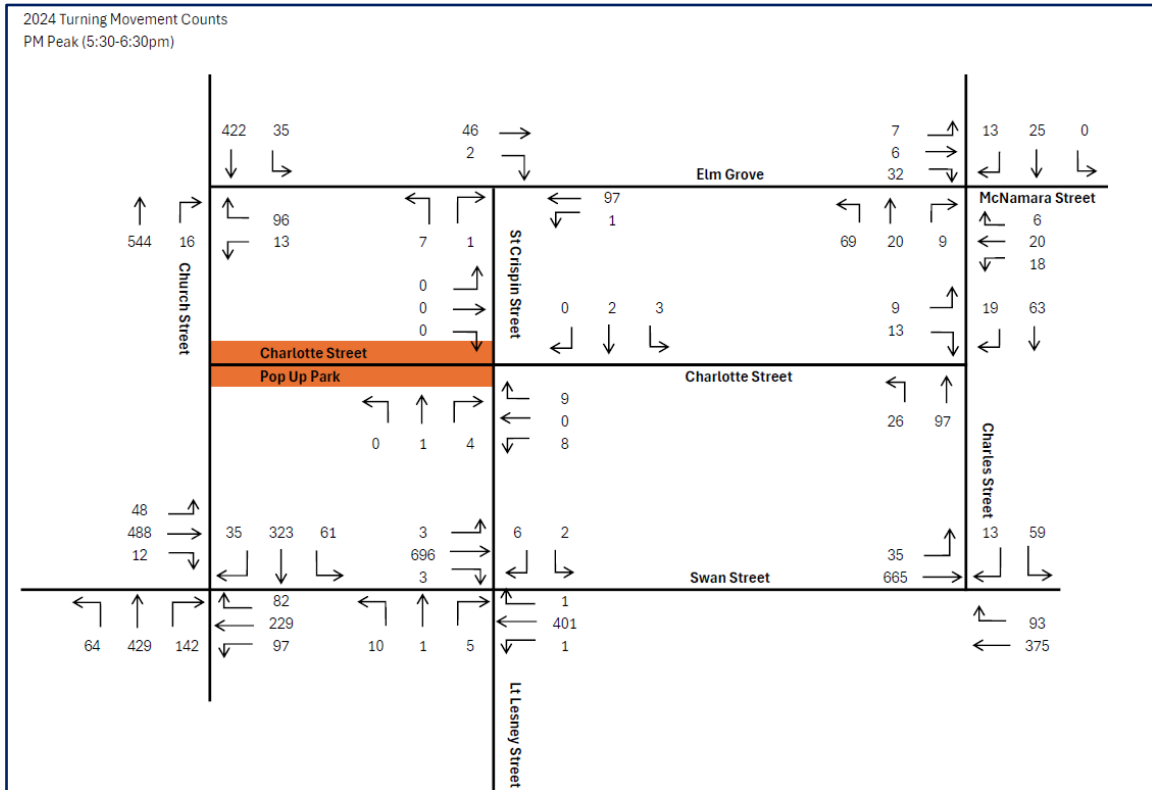 2024 Turning Movement Counts
PM Peak (5:30-6:30pm)
422 35 46 7 13 25 0
2 6
Elm Grove 32
McNamara Street
96 97 6
544 16 13 7 1 1 69 20 9 20
18
Church Street
St Crispin Street
0
0 0 2 3 9 19 63
0 13
Charlotte Street
Pop Up Park Charlotte Street
9
0 26 97
0 1 4 8
Charles Street
48
488 35 323 61 3 6 2 13 59
12 696 35
3 Swan Street 665
82 1
229 401 93
64 429 142 97 10 1 5 1 375
Lt Lesney Street